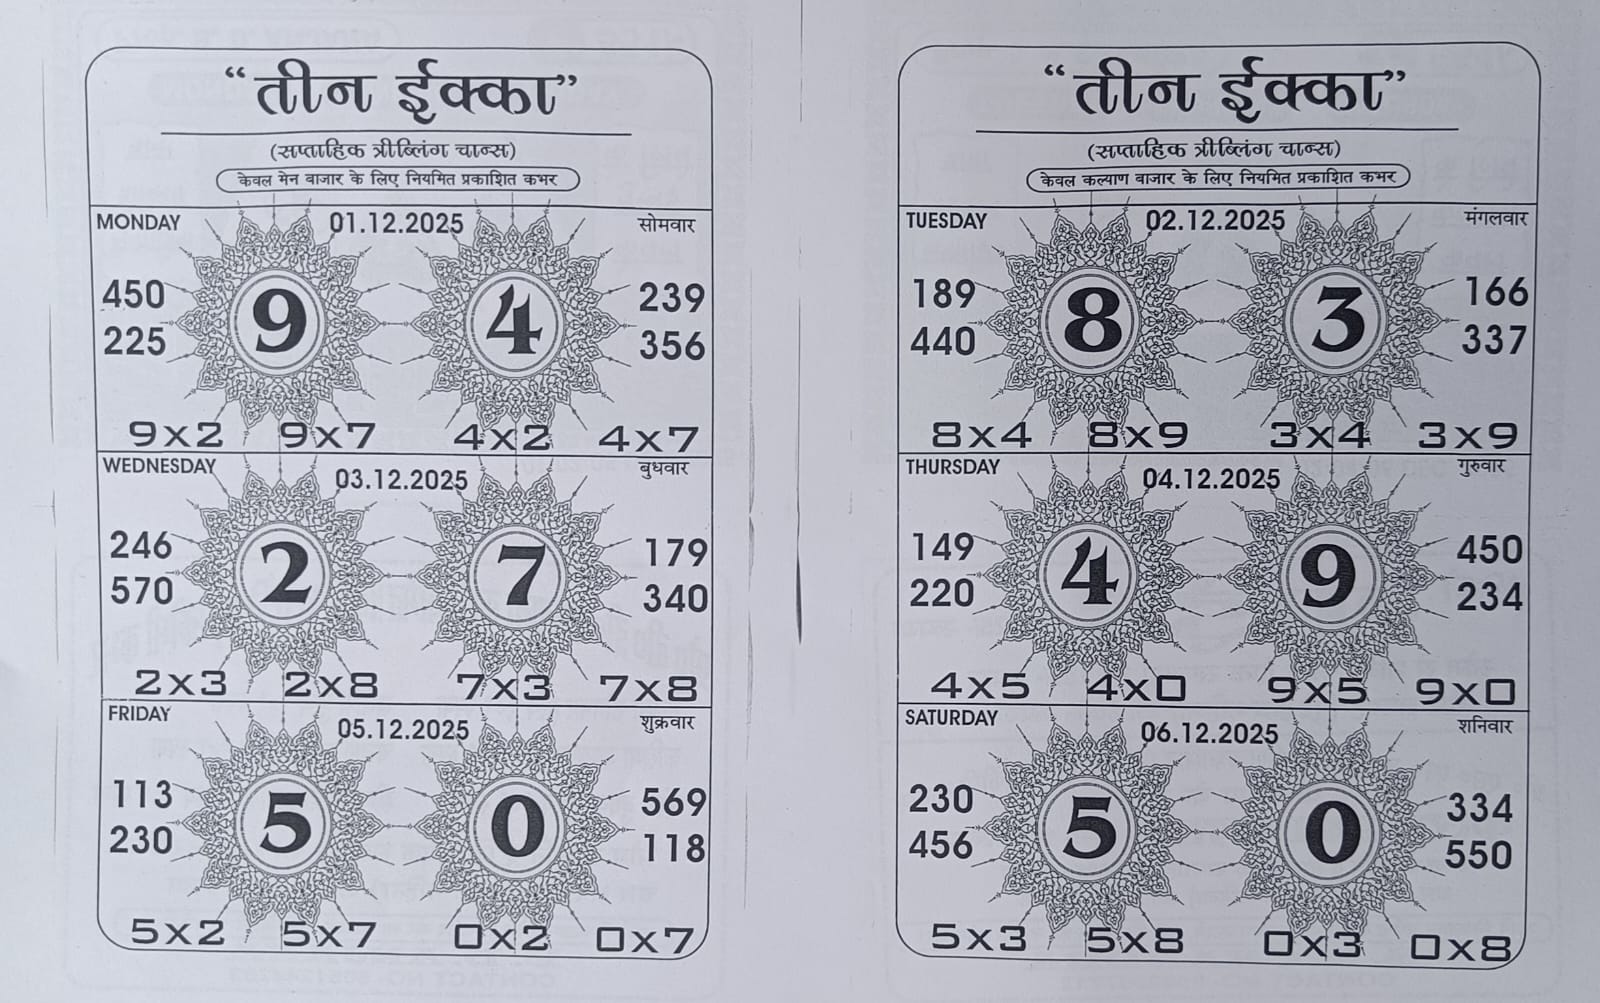 “तीन ईक्का”
(सप्ताहिक त्रीब्लिंग चान्स)
केवल मेन बाजार के लिए नियमित प्रकाशित कभर
MONDAY 01.12.2025 सोमवार
450 9 4 239
225 356
9x2 9x7 4x2 4x7
WEDNESDAY 03.12.2025 बुधवार
246 2 7 179
570 340
2x3 2x8 7x3 7x8
FRIDAY 05.12.2025 शुक्रवार
113 5 0 569
230 118
5x2 5x7 0x2 0x7
“तीन ईक्का”
(सप्ताहिक त्रीब्लिंग चान्स)
केवल कल्याण बाजार के लिए नियमित प्रकाशित कभर
TUESDAY 02.12.2025 मंगलवार
189 8 3 166
440 337
8x4 8x9 3x4 3x9
THURSDAY 04.12.2025 गुरुवार
149 4 9 450
220 234
4x5 4x0 9x5 9x0
SATURDAY 06.12.2025 शनिवार
230 5 0 334
456 550
5x3 5x8 0x3 0x8